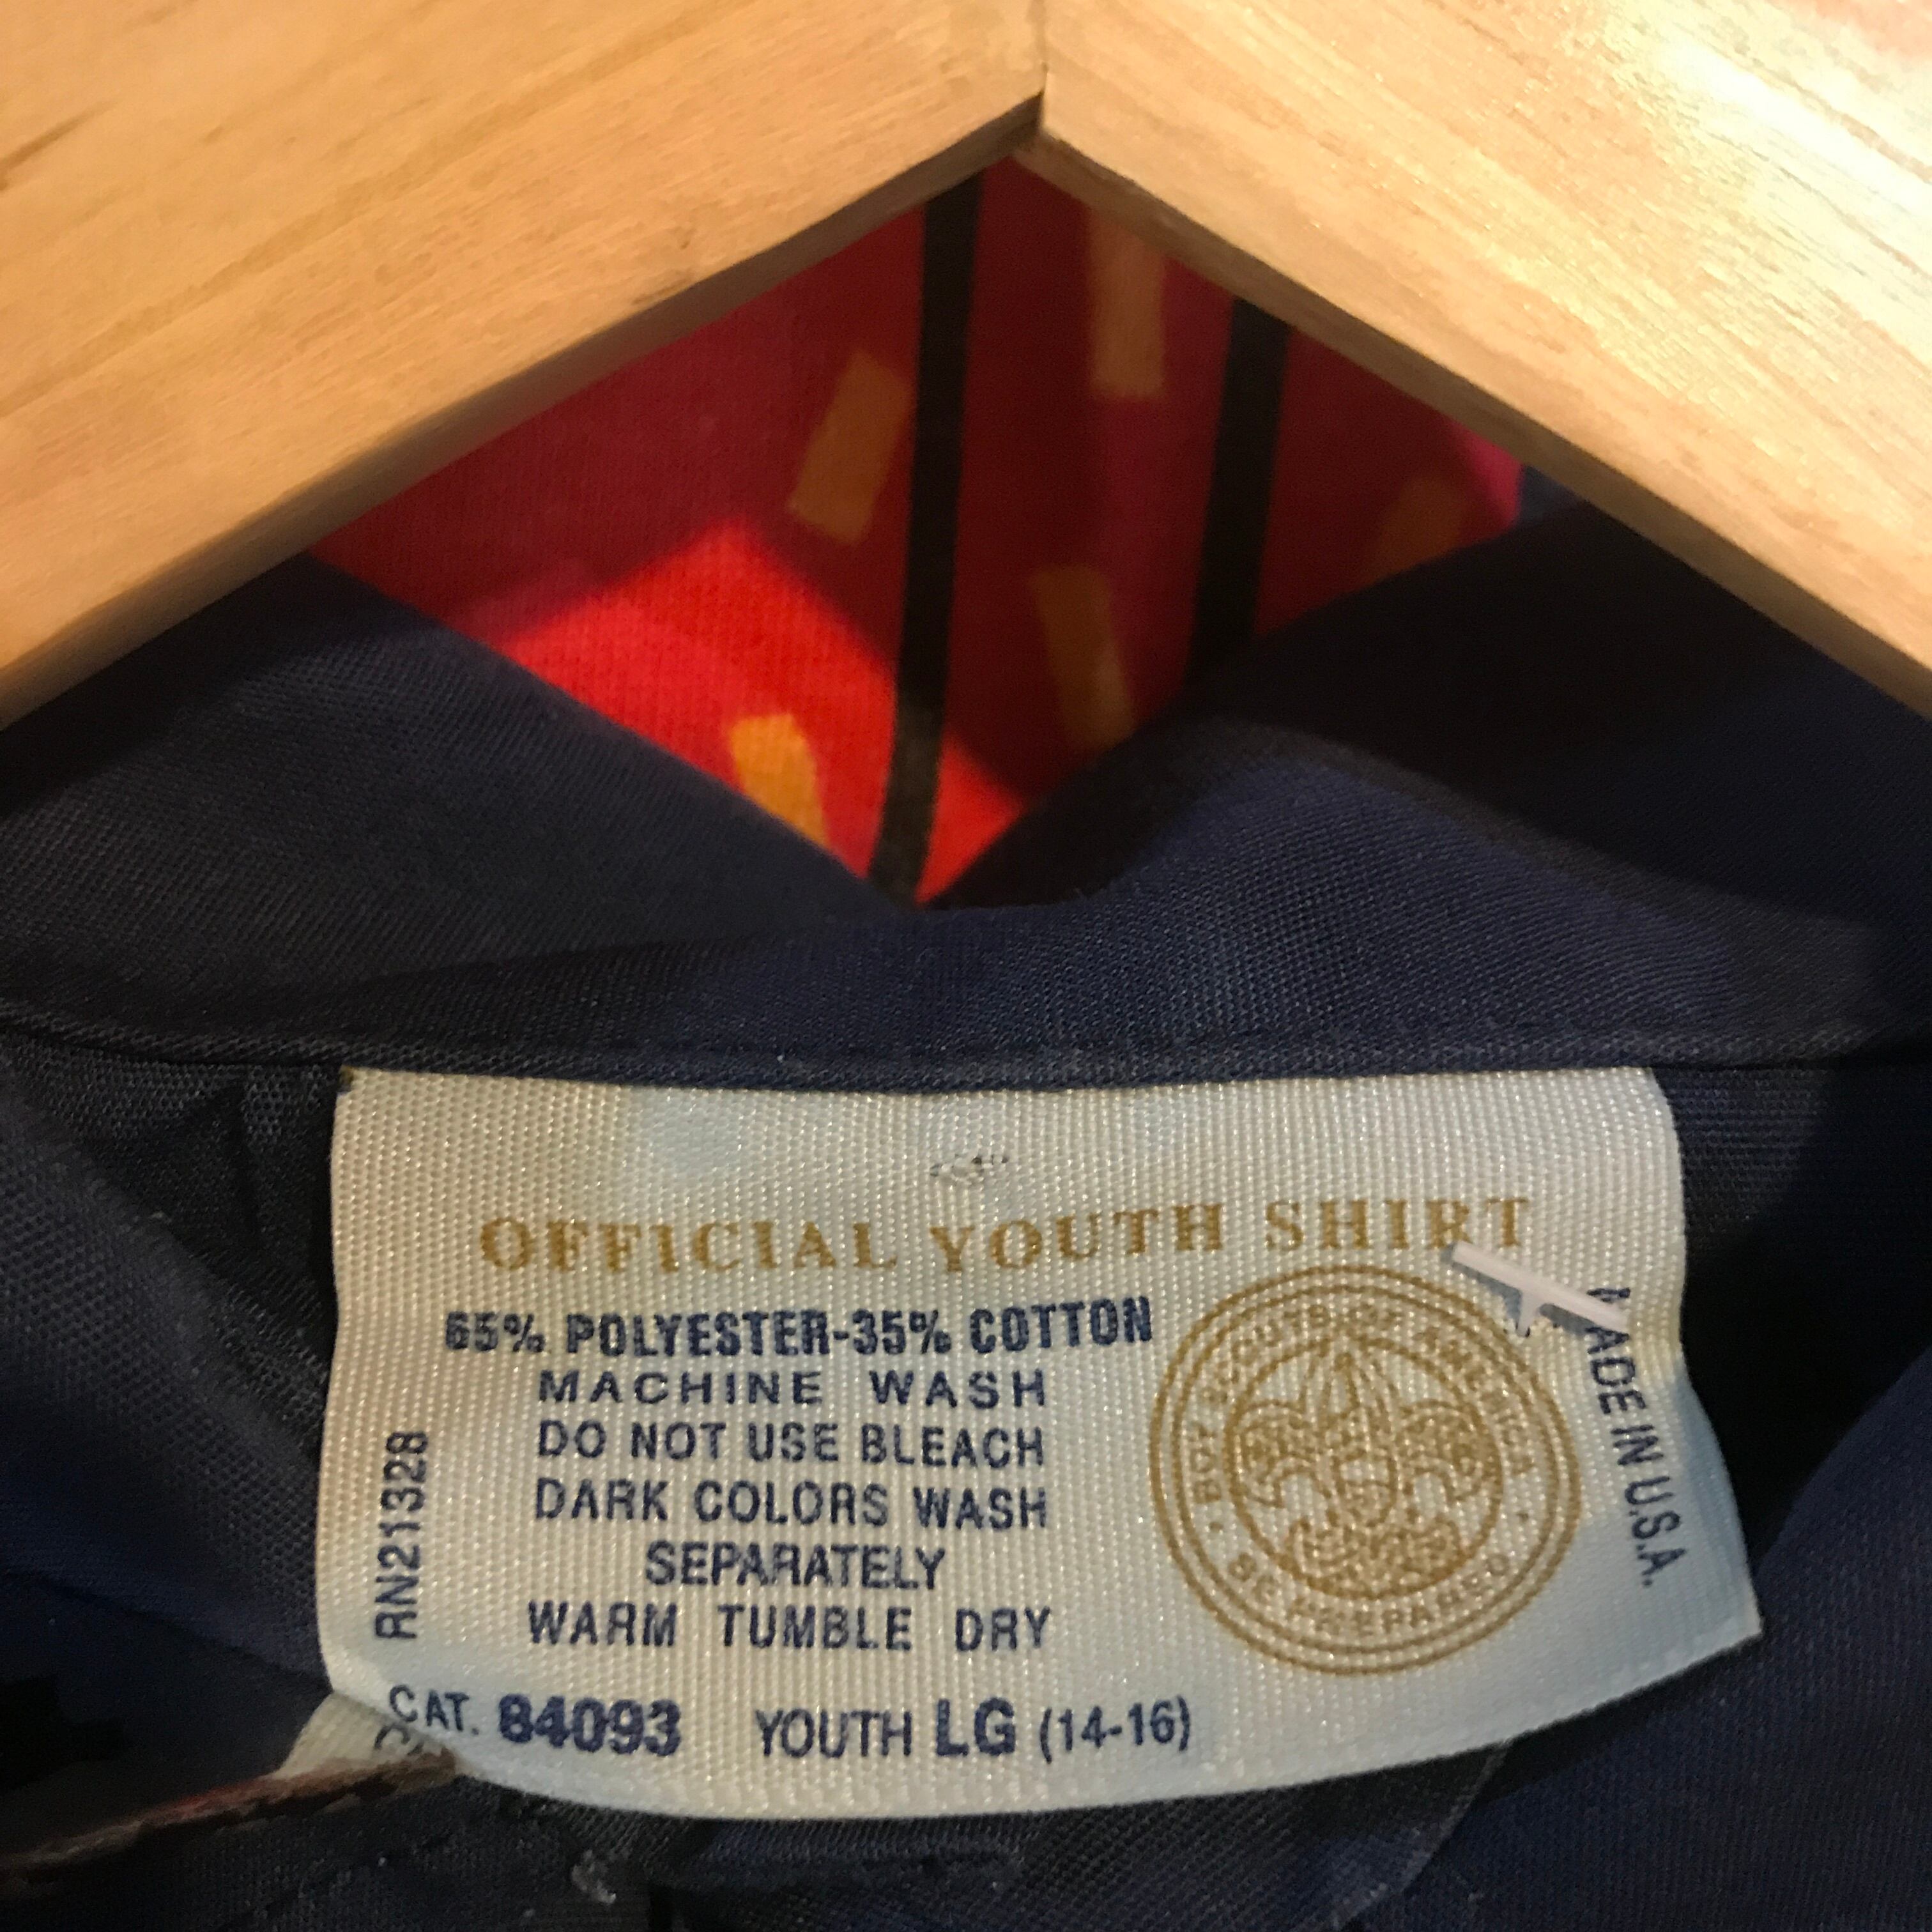 OFFICIAL YOUTH SHIRT
65% POLYESTER-35% COTTON
MACHINE WASH
DO NOT USE BLEACH
DARK COLORS WASH
SEPARATELY
WARM TUMBLE DRY
RN21328
CAT. 84093 YOUTH LG (14-16)
BOY SCOUTS OF AMERICA
BE PREPARED
MADE IN U.S.A.